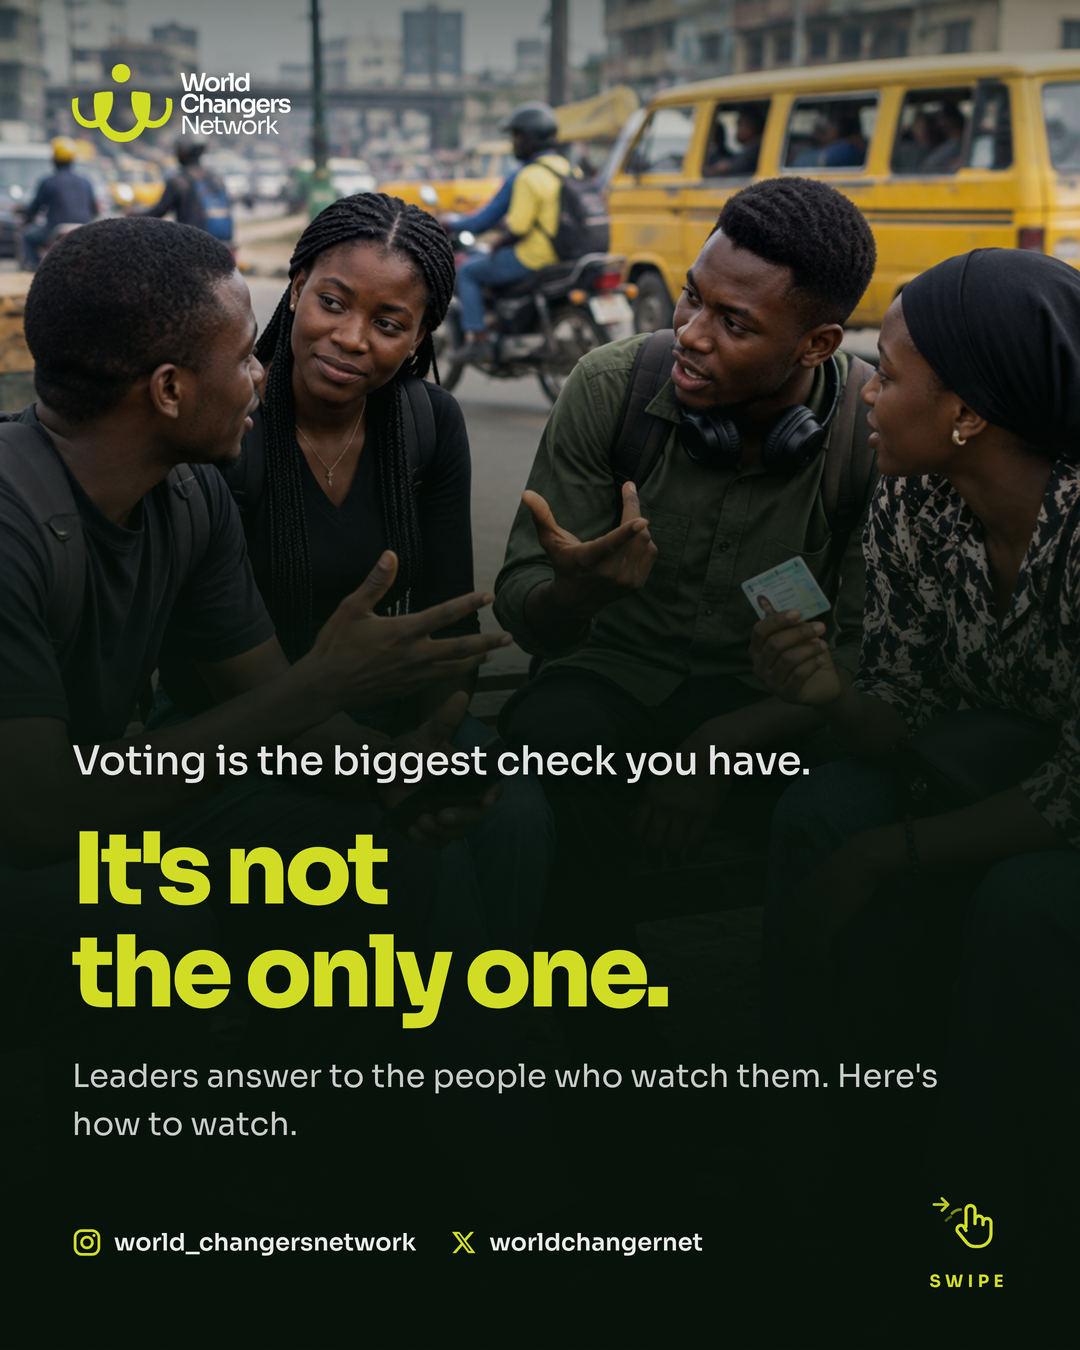 World
Changers
Network
Voting is the biggest check you have.
It's not
the only one.
Leaders answer to the people who watch them. Here's
how to watch.
world_changersnetwork
worldchangernet
SWIPE